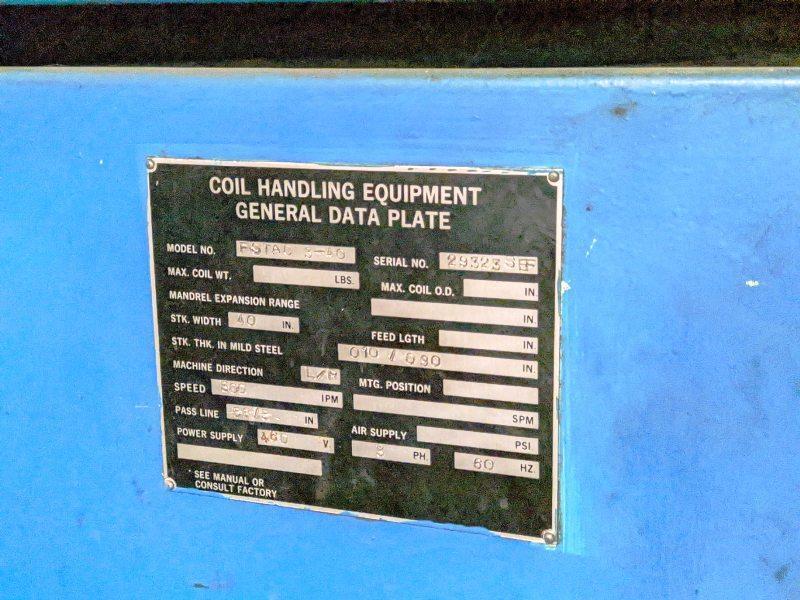 COIL HANDLING EQUIPMENT
GENERAL DATA PLATE
MODEL NO. 3-40 SERIAL NO. 29323
MAX. COIL WT. LBS. MAX. COIL O.D. IN
MANDREL EXPANSION RANGE IN.
STK. WIDTH 40 IN. FEED LGTH IN.
STK. THK. IN MILD STEEL 010 / 090 IN.
MACHINE DIRECTION L/R MTG. POSITION
SPEED IPM SPM
PASS LINE IN AIR SUPPLY PSI.
POWER SUPPLY 460 V. 3 PH. 60 HZ.
SEE MANUAL OR
CONSULT FACTORY